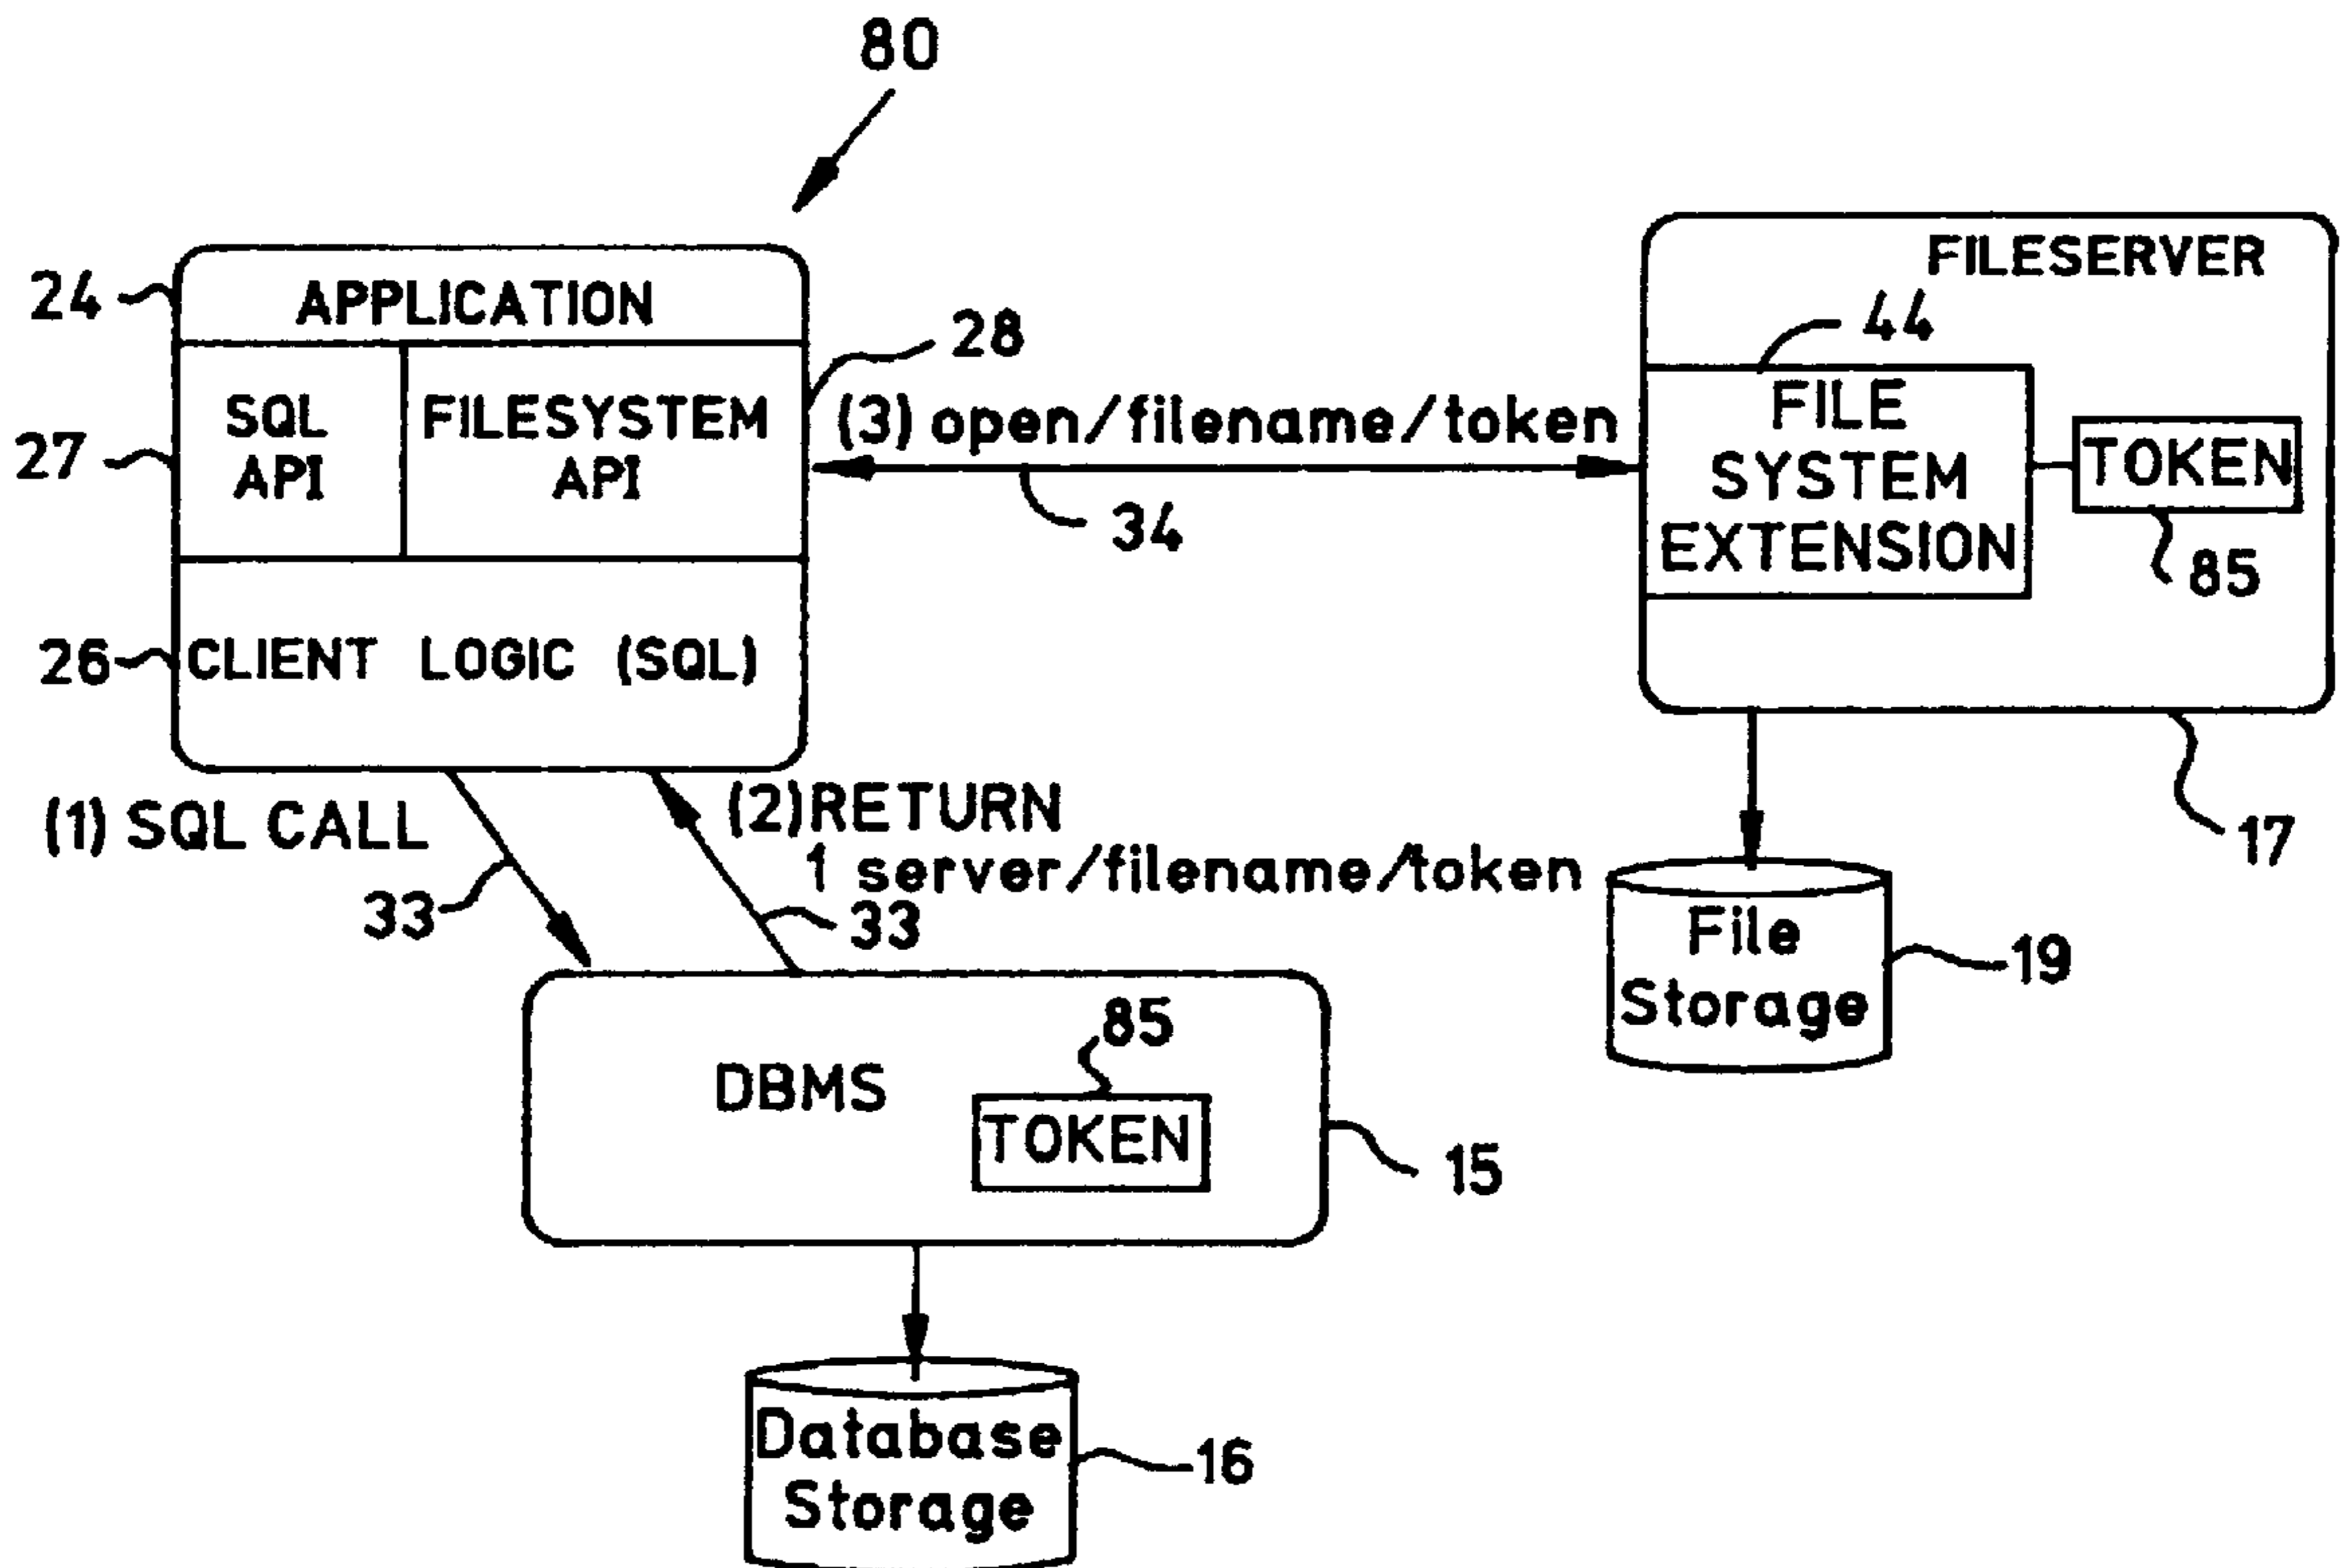 80
FILESERVER
24
APPLICATION
28
44
27
SQL
API
FILESYSTEM
API
(3) open/filename/token
34
FILE
SYSTEM
EXTENSION
TOKEN
85
26
CLIENT LOGIC (SQL)
(1) SQL CALL
33
(2)RETURN
1 server/filename/token
33
17
File
Storage
19
DBMS
85
TOKEN
15
Database
Storage
16